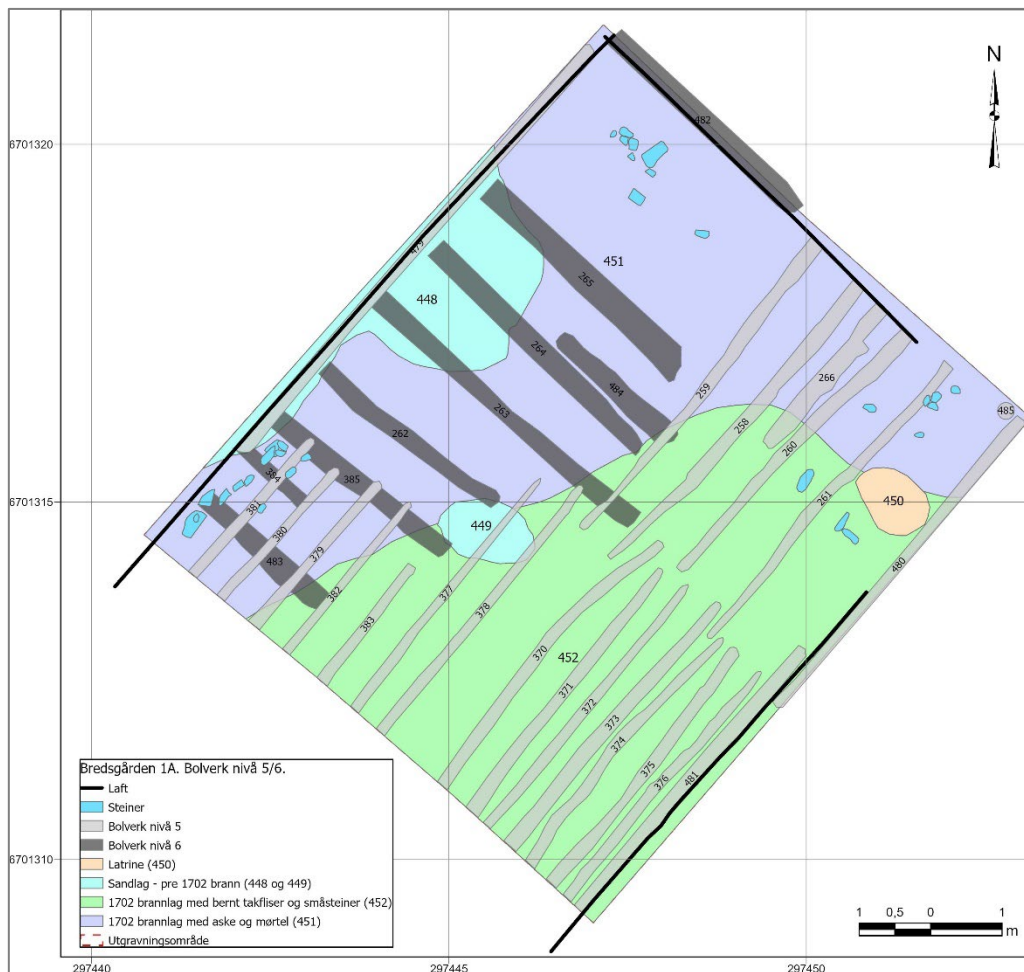 N
6701320
482
479
451
448
265
264
484
259
266
258
263
262
260
485
261
385
384
381
380
450
449
379
483
382
377
378
480
383
370
452
371
372
373
374
375
376
481
6701315
6701310
Bredsgården 1A. Bolverk nivå 5/6.
Laft
Steiner
Bolverk nivå 5
Bolverk nivå 6
Latrine (450)
Sandlag - pre 1702 brann (448 og 449)
1702 brannlag med bernt takfliser og småsteiner (452)
1702 brannlag med aske og mørtel (451)
Utgravningsområde
1 0,5 0 1
m
297440 297445 297450